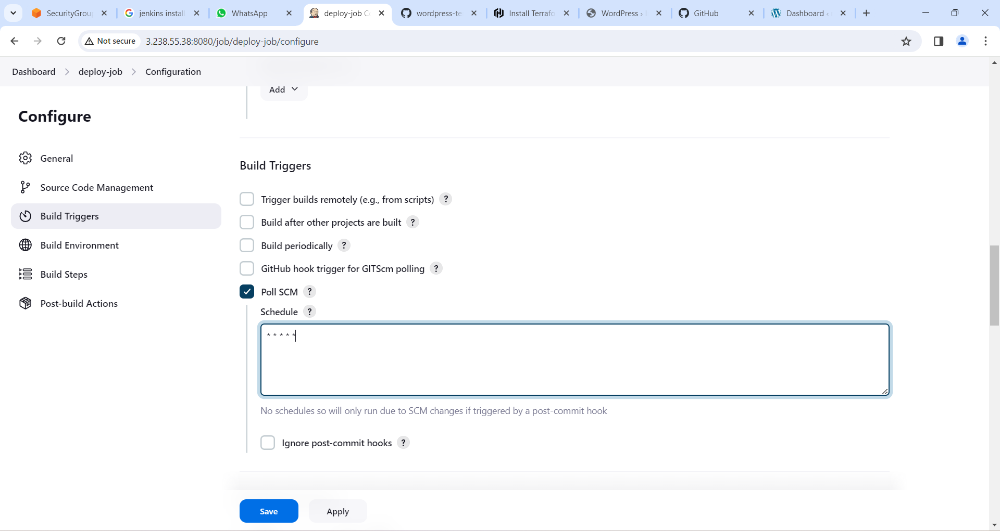 SecurityGrou
jenkins install
WhatsApp
deploy-job C
wordpress-te
Install Terrafo
WordPress ›
GitHub
Dashboard ‹
Not secure
3.238.55.38:8080/job/deploy-job/configure
Dashboard
deploy-job
Configuration
Add
Configure
General
Source Code Management
Build Triggers
Build Environment
Build Steps
Post-build Actions
Build Triggers
Trigger builds remotely (e.g., from scripts) ?
Build after other projects are built ?
Build periodically ?
GitHub hook trigger for GITScm polling ?
Poll SCM ?
Schedule ?
* * * * *
No schedules so will only run due to SCM changes if triggered by a post-commit hook
Ignore post-commit hooks ?
Save
Apply